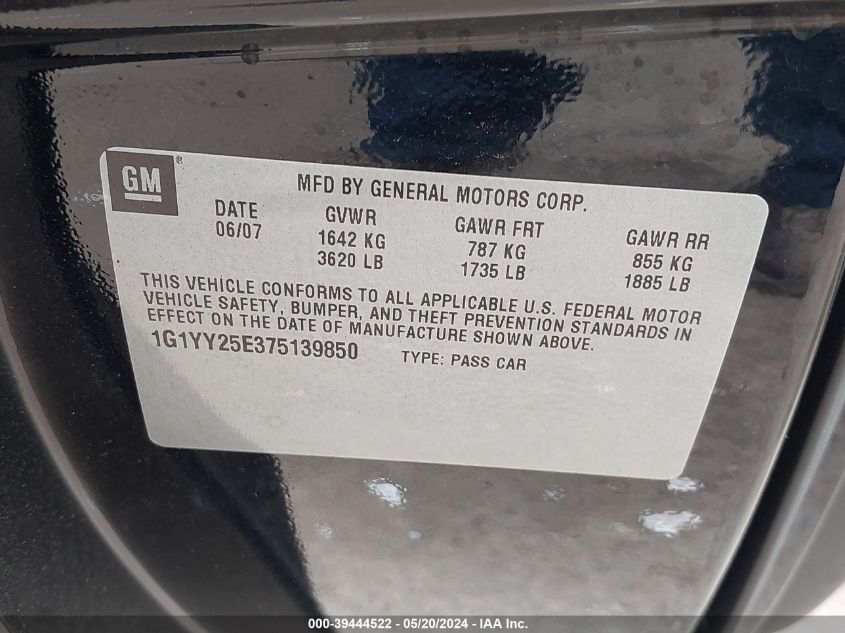 GM
MFD BY GENERAL MOTORS CORP.
DATE GVWR GAWR FRT GAWR RR
06/07 1642 KG 787 KG 855 KG
3620 LB 1735 LB 1885 LB
THIS VEHICLE CONFORMS TO ALL APPLICABLE U.S. FEDERAL MOTOR
VEHICLE SAFETY, BUMPER, AND THEFT PREVENTION STANDARDS IN
EFFECT ON THE DATE OF MANUFACTURE SHOWN ABOVE.
1G1YY25E375139850 TYPE: PASS CAR
000-39444522 - 05/20/2024 - IAA Inc.